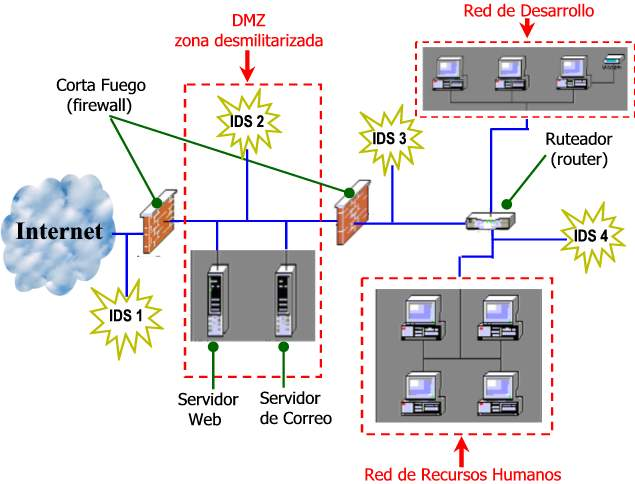 Red de Desarrollo
DMZ
zona desmilitarizada
Corta Fuego
(firewall)
IDS 2
IDS 3
Ruteador
(router)
Internet
IDS 4
IDS 1
Servidor
Web
Servidor
de Correo
Red de Recursos Humanos